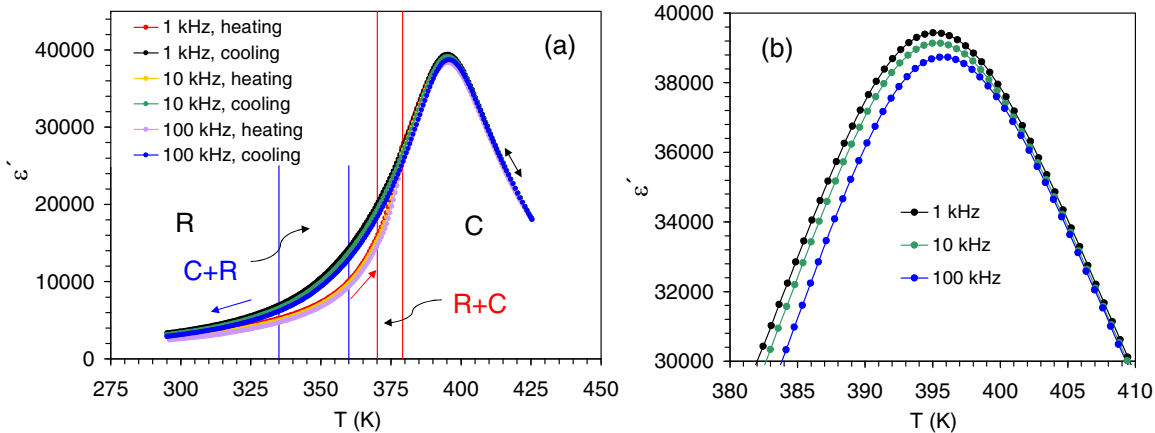 1 kHz, heating
1 kHz, cooling
10 kHz, heating
10 kHz, cooling
100 kHz, heating
100 kHz, cooling
(a)
R
C
C+R
R+C
40000
30000
20000
10000
0
ε´
275 300 325 350 375 400 425 450
T (K)
(b)
1 kHz
10 kHz
100 kHz
40000
38000
36000
34000
32000
30000
ε´
380 385 390 395 400 405 410
T (K)